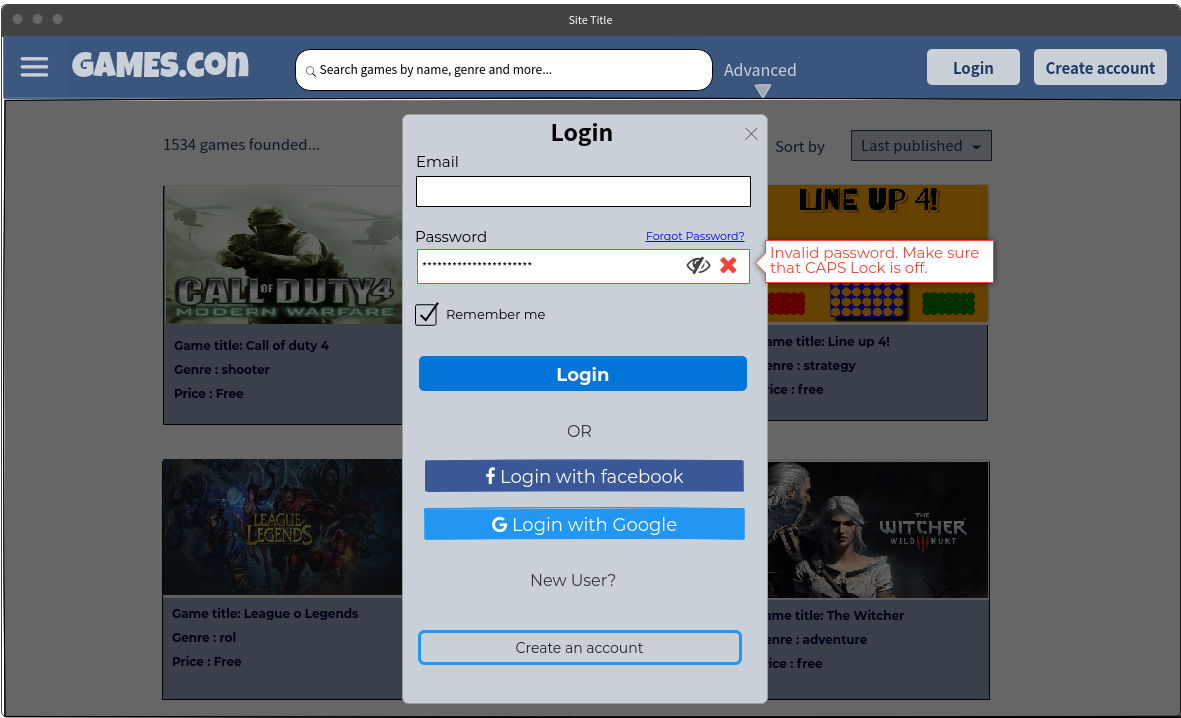 Site Title
GAMES.con
Search games by name, genre and more...
Advanced
Login
Create account
1534 games founded...
Sort by
Last published
CALL OF DUTY 4
MODERN WARFARE
Game title: Call of duty 4
Genre : shooter
Price : Free
LINE UP 4!
ame title: Line up 4!
enre : strategy
ice : free
LEAGUE
LEGENDS
Game title: League o Legends
Genre : rol
Price : Free
THE
WITCHER
WILD HUNT
ame title: The Witcher
enre : adventure
ice : free
Login
Email
Password
Forgot Password?
**********************
Invalid password. Make sure
that CAPS Lock is off.
Remember me
Login
OR
f Login with facebook
G Login with Google
New User?
Create an account